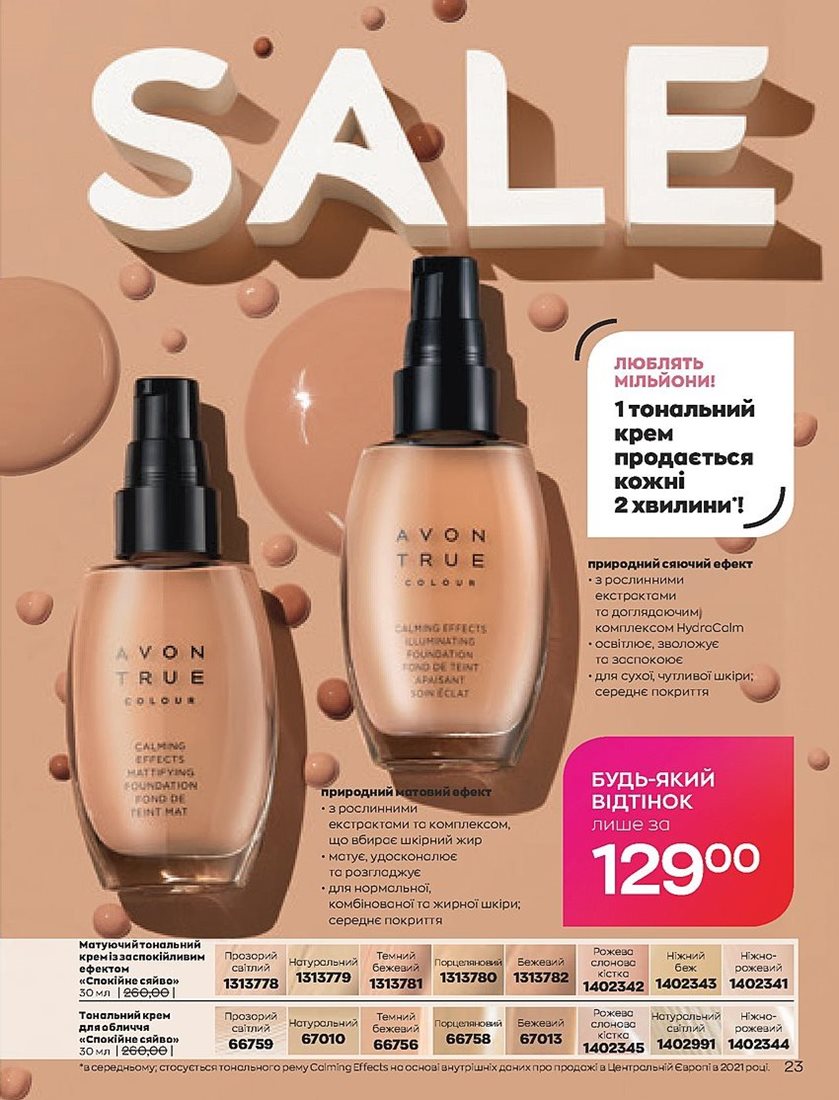 SALE
ЛЮБЛЯТЬ
МІЛЬЙОНИ!
1 тональний
крем
продається
кожні
2 хвилини*!
AVON
TRUE
COLOUR
CALMING EFFECTS
ILLUMINATING
FOUNDATION
FOND DE TEINT
APAISANT
SOIN ÉCLAT
природний сяючий ефект
• з рослинними
екстрактами
та доглядаючим
комплексом HydraCalm
• освітлює, зволожує
та заспокоює
• для сухої, чутливої шкіри;
середнє покриття
AVON
TRUE
COLOUR
CALMING
EFFECTS
MATTIFYING
FOUNDATION
FOND DE
TEINT MAT
природний матовий ефект
• з рослинними
екстрактами та комплексом,
що вбирає шкірний жир
• матує, удосконалює
та розгладжує
• для нормальної,
комбінованої та жирної шкіри;
середнє покриття
БУДЬ-ЯКИЙ
ВІДТІНОК
лише за
129⁰⁰
Матуючий тональний
крем із заспокійливим
ефектом
«Спокійне сяйво»
30 мл | 260,00 |
Прозорий
світлий
1313778
Натуральний
1313779
Темний
бежевий
1313781
Порцеляновий
1313780
Бежевий
1313782
Рожева
слонова
кістка
1402342
Ніжний
беж
1402343
Ніжно-
рожевий
1402341
Тональний крем
для обличчя
«Спокійне сяйво»
30 мл | 260,00 |
Прозорий
світлий
66759
Натуральний
67010
Темний
бежевий
66756
Порцеляновий
66758
Бежевий
67013
Рожева
слонова
кістка
1402345
Натуральний
світлий
1402991
Ніжно-
рожевий
1402344
*в середньому; стосується тонального рему Calming Effects на основі внутрішніх даних про продажі в Центральній Європі в 2021 році.
23